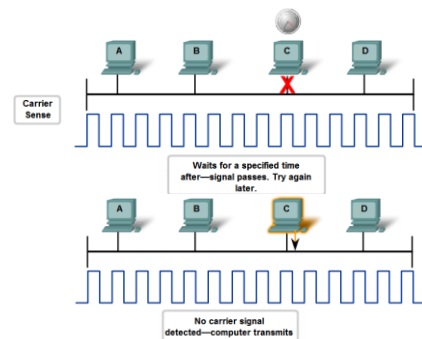 A B C D
Carrier
Sense
Waits for a specified time
after—signal passes. Try again
later.
A B C D
No carrier signal
detected—computer transmits